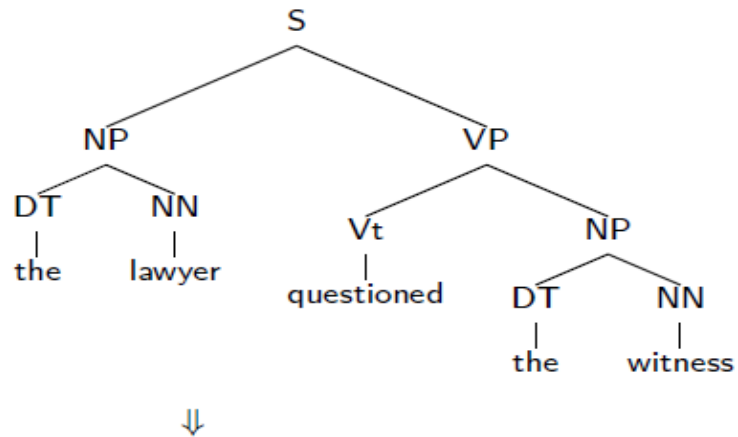 S
NP VP
DT NN Vt NP
the lawyer questioned DT NN
the witness
⇓